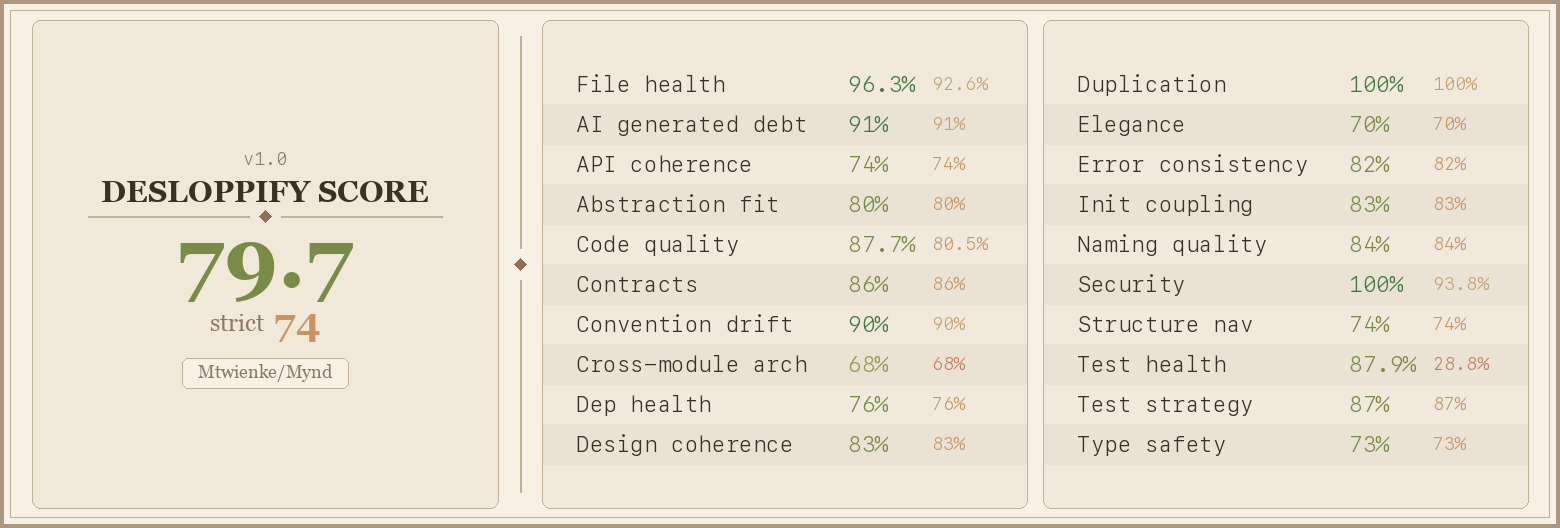 v1.0
DESLOPPIFY SCORE
79.7
strict 74
Mtwienke/Mynd
File health 96.3% 92.6%
AI generated debt 91% 91%
API coherence 74% 74%
Abstraction fit 80% 80%
Code quality 87.7% 80.5%
Contracts 86% 86%
Convention drift 90% 90%
Cross-module arch 68% 68%
Dep health 76% 76%
Design coherence 83% 83%
Duplication 100% 100%
Elegance 70% 70%
Error consistency 82% 82%
Init coupling 83% 83%
Naming quality 84% 84%
Security 100% 93.8%
Structure nav 74% 74%
Test health 87.9% 28.8%
Test strategy 87% 87%
Type safety 73% 73%